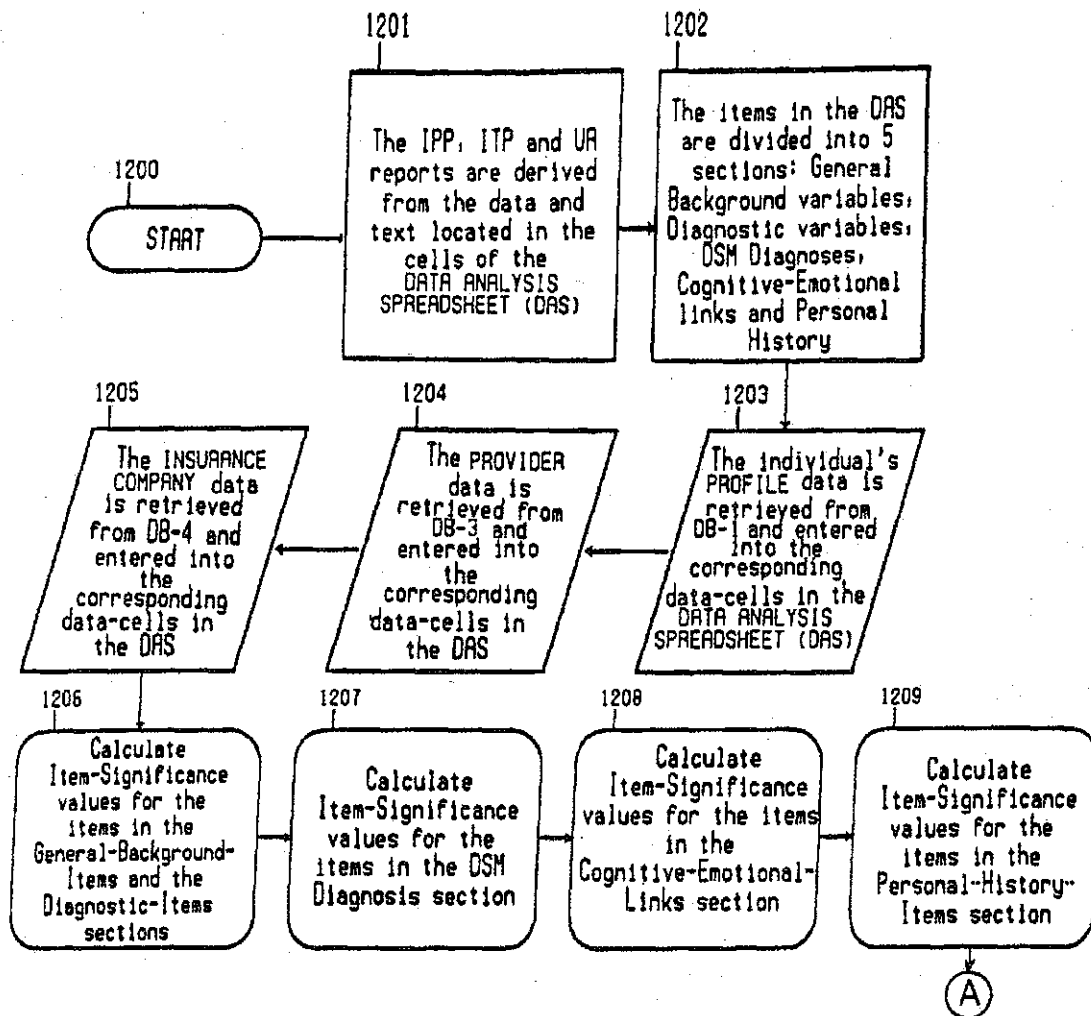 1200
START
1201
The IPP, ITP and UR
reports are derived
from the data and
text located in the
cells of the
DATA ANALYSIS
SPREADSHEET (DAS)
1202
The items in the DAS
are divided into 5
sections: General
Background variables,
Diagnostic variables,
DSM Diagnoses,
Cognitive-Emotional
links and Personal
History
1203
The individual's
PROFILE data is
retrieved from
DB-1 and entered
into the
corresponding
data-cells in the
DATA ANALYSIS
SPREADSHEET (DAS)
1204
The PROVIDER
data is
retrieved from
DB-3 and
entered into
the
corresponding
data-cells in
the DAS
1205
The INSURANCE
COMPANY data
is retrieved
from DB-4 and
entered into
the
corresponding
data-cells in
the DAS
1206
Calculate
Item-Significance
values for the
items in the
General-Background-
Items and the
Diagnostic-Items
sections
1207
Calculate
Item-Significance
values for the
items in the DSM
Diagnosis section
1208
Calculate
Item-Significance
values for the items
in the
Cognitive-Emotional-
Links section
1209
Calculate
Item-Significance
values for the
items in the
Personal-History-
Items section
A